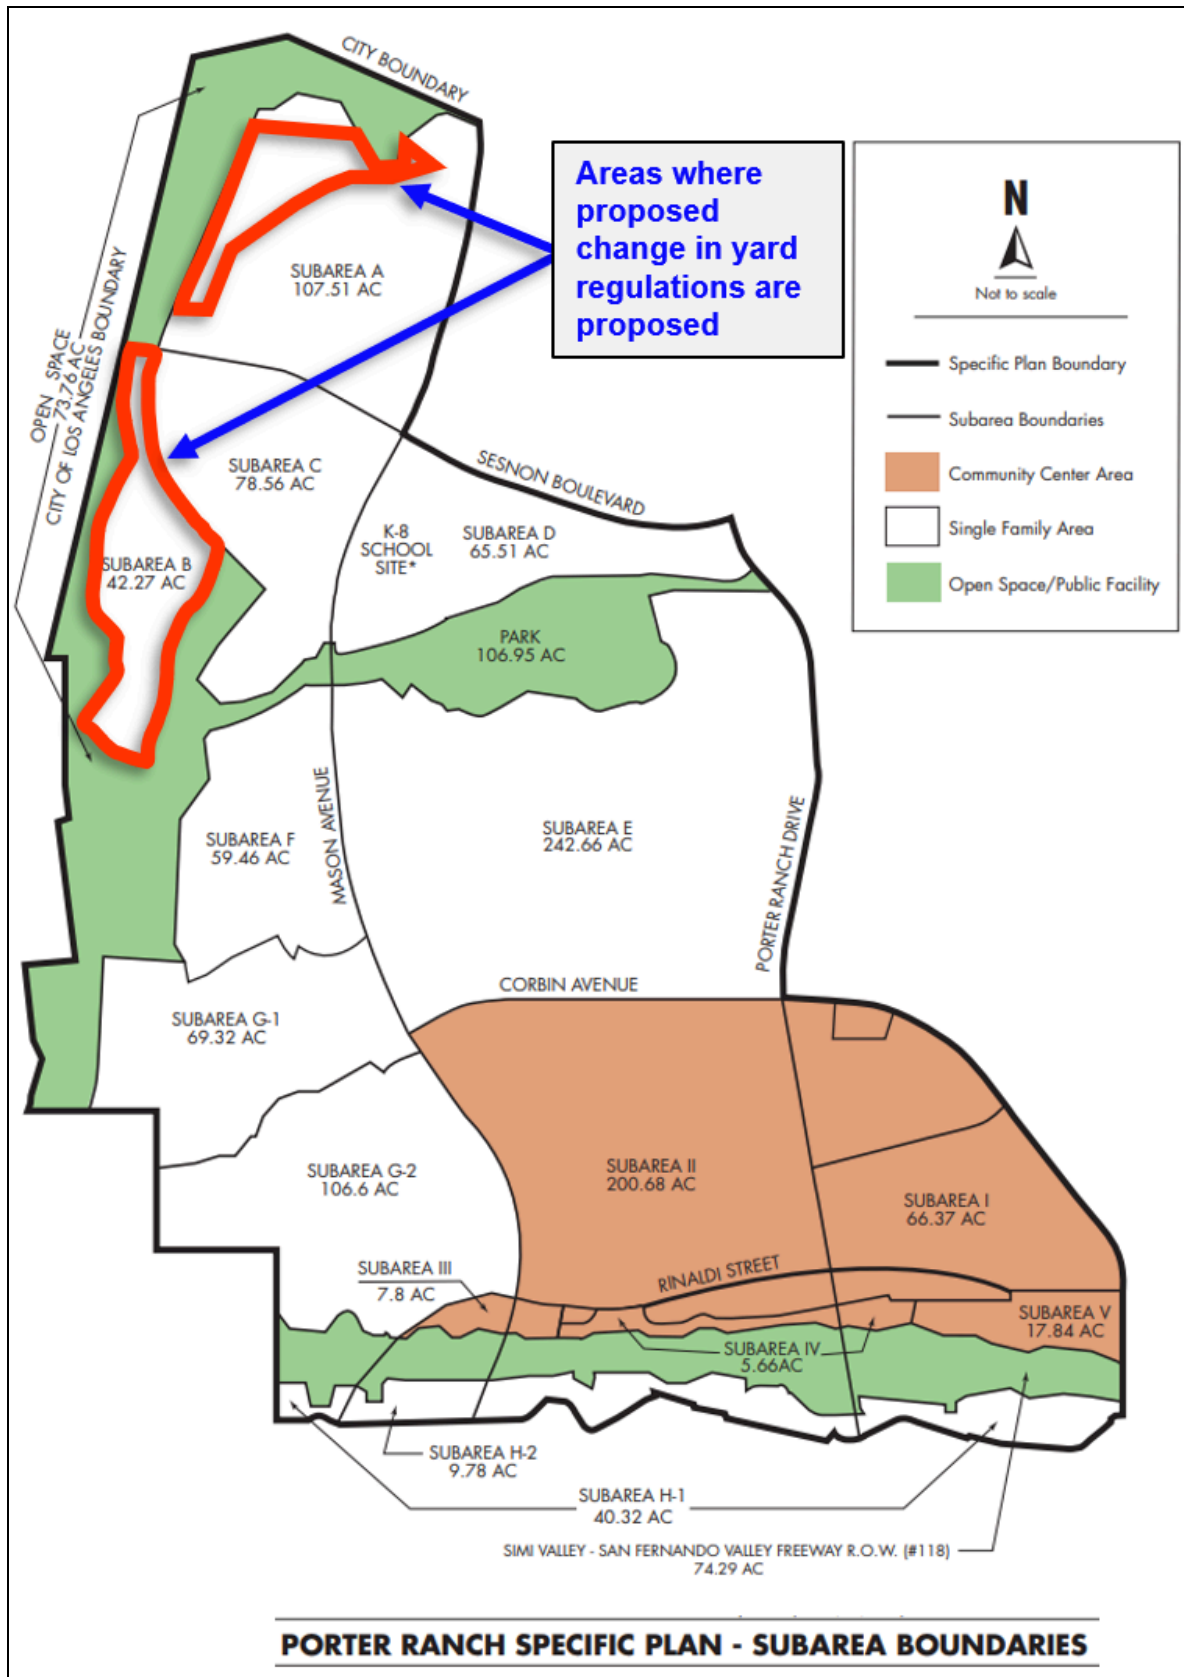 CITY BOUNDARY
Areas where
proposed
change in yard
regulations are
proposed
N
Not to scale
Specific Plan Boundary
Subarea Boundaries
Community Center Area
Single Family Area
Open Space/Public Facility
SUBAREA A
107.51 AC
OPEN SPACE
73.76 AC
CITY OF LOS ANGELES BOUNDARY
SUBAREA C
78.56 AC
SESNON BOULEVARD
K-8
SCHOOL
SITE*
SUBAREA D
65.51 AC
SUBAREA B
42.27 AC
PARK
106.95 AC
MASON AVENUE
SUBAREA F
59.46 AC
SUBAREA E
242.66 AC
PORTER RANCH DRIVE
CORBIN AVENUE
SUBAREA G-1
69.32 AC
SUBAREA G-2
106.6 AC
SUBAREA II
200.68 AC
SUBAREA I
66.37 AC
SUBAREA III
7.8 AC
RINALDI STREET
SUBAREA V
17.84 AC
SUBAREA IV
5.66AC
SUBAREA H-2
9.78 AC
SUBAREA H-1
40.32 AC
SIMI VALLEY - SAN FERNANDO VALLEY FREEWAY R.O.W. (#118)
74.29 AC
PORTER RANCH SPECIFIC PLAN - SUBAREA BOUNDARIES